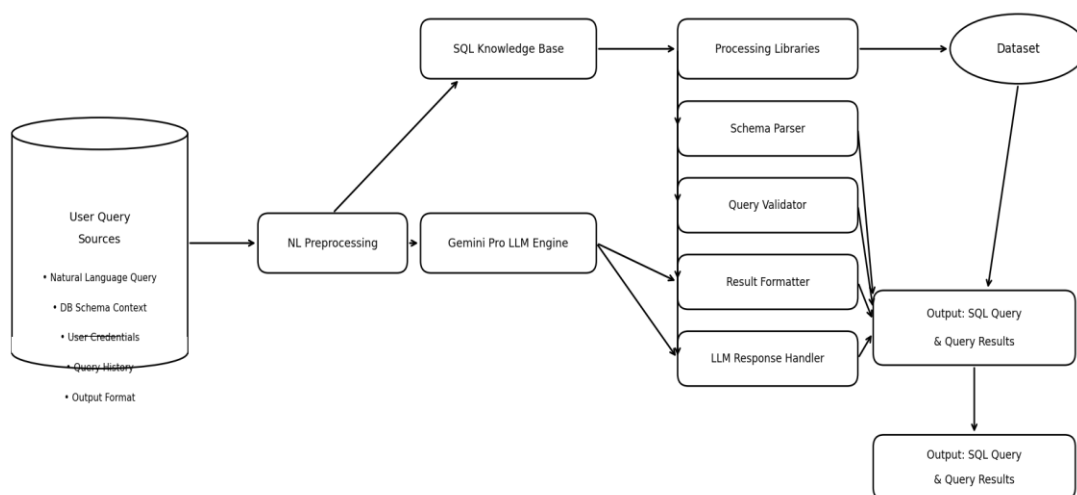 SQL Knowledge Base
Processing Libraries
Dataset
Schema Parser
User Query
Sources
Query Validator
NL Preprocessing
Gemini Pro LLM Engine
• Natural Language Query
• DB Schema Context
• User Credentials
• Query History
• Output Format
Result Formatter
LLM Response Handler
Output: SQL Query
& Query Results
Output: SQL Query
& Query Results